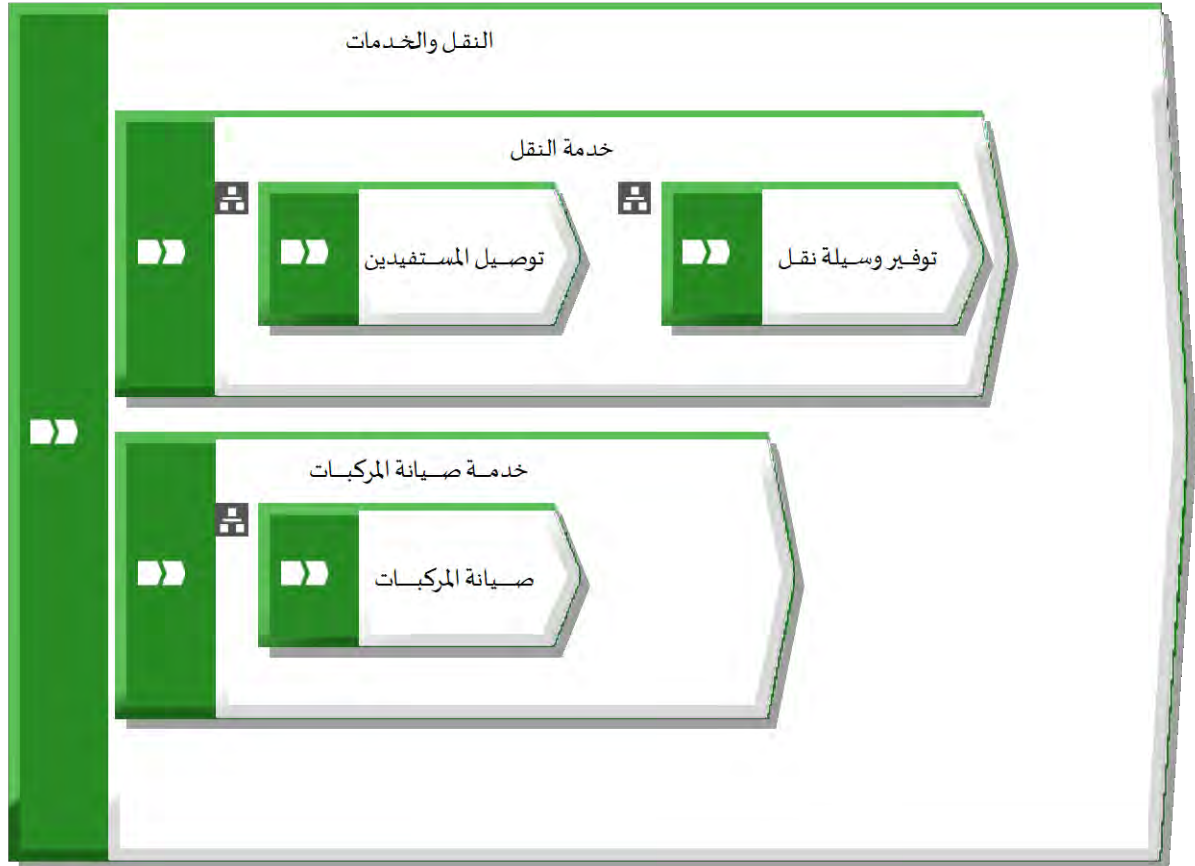 النقل والخدمات
خدمة النقل
توفير وسيلة نقل
توصيل المستفيدين
خدمة صيانة المركبات
صيانة المركبات